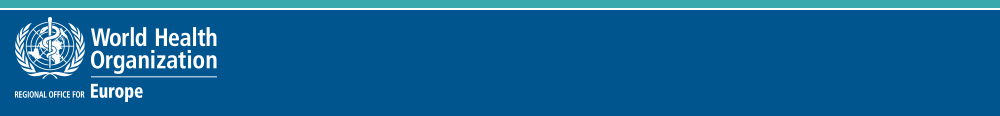 World Health
Organization
REGIONAL OFFICE FOR Europe